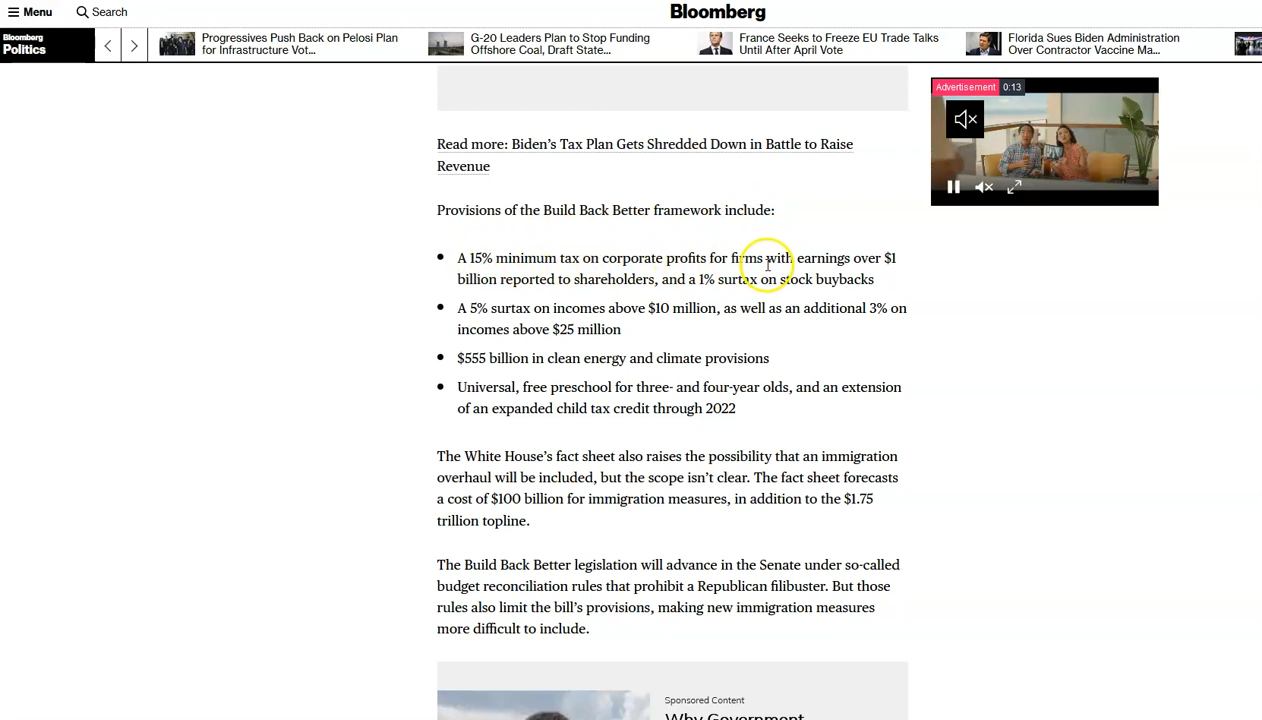 Menu
Search
Bloomberg
Bloomberg
Politics
Progressives Push Back on Pelosi Plan
for Infrastructure Vot...
G-20 Leaders Plan to Stop Funding
Offshore Coal, Draft State...
France Seeks to Freeze EU Trade Talks
Until After April Vote
Florida Sues Biden Administration
Over Contractor Vaccine Ma...
Advertisement 0:13
Read more: Biden’s Tax Plan Gets Shredded Down in Battle to Raise
Revenue
Provisions of the Build Back Better framework include:
• A 15% minimum tax on corporate profits for firms with earnings over $1
billion reported to shareholders, and a 1% surtax on stock buybacks
• A 5% surtax on incomes above $10 million, as well as an additional 3% on
incomes above $25 million
• $555 billion in clean energy and climate provisions
• Universal, free preschool for three- and four-year olds, and an extension
of an expanded child tax credit through 2022
The White House’s fact sheet also raises the possibility that an immigration
overhaul will be included, but the scope isn’t clear. The fact sheet forecasts
a cost of $100 billion for immigration measures, in addition to the $1.75
trillion topline.
The Build Back Better legislation will advance in the Senate under so-called
budget reconciliation rules that prohibit a Republican filibuster. But those
rules also limit the bill’s provisions, making new immigration measures
more difficult to include.
Sponsored Content
Why Government